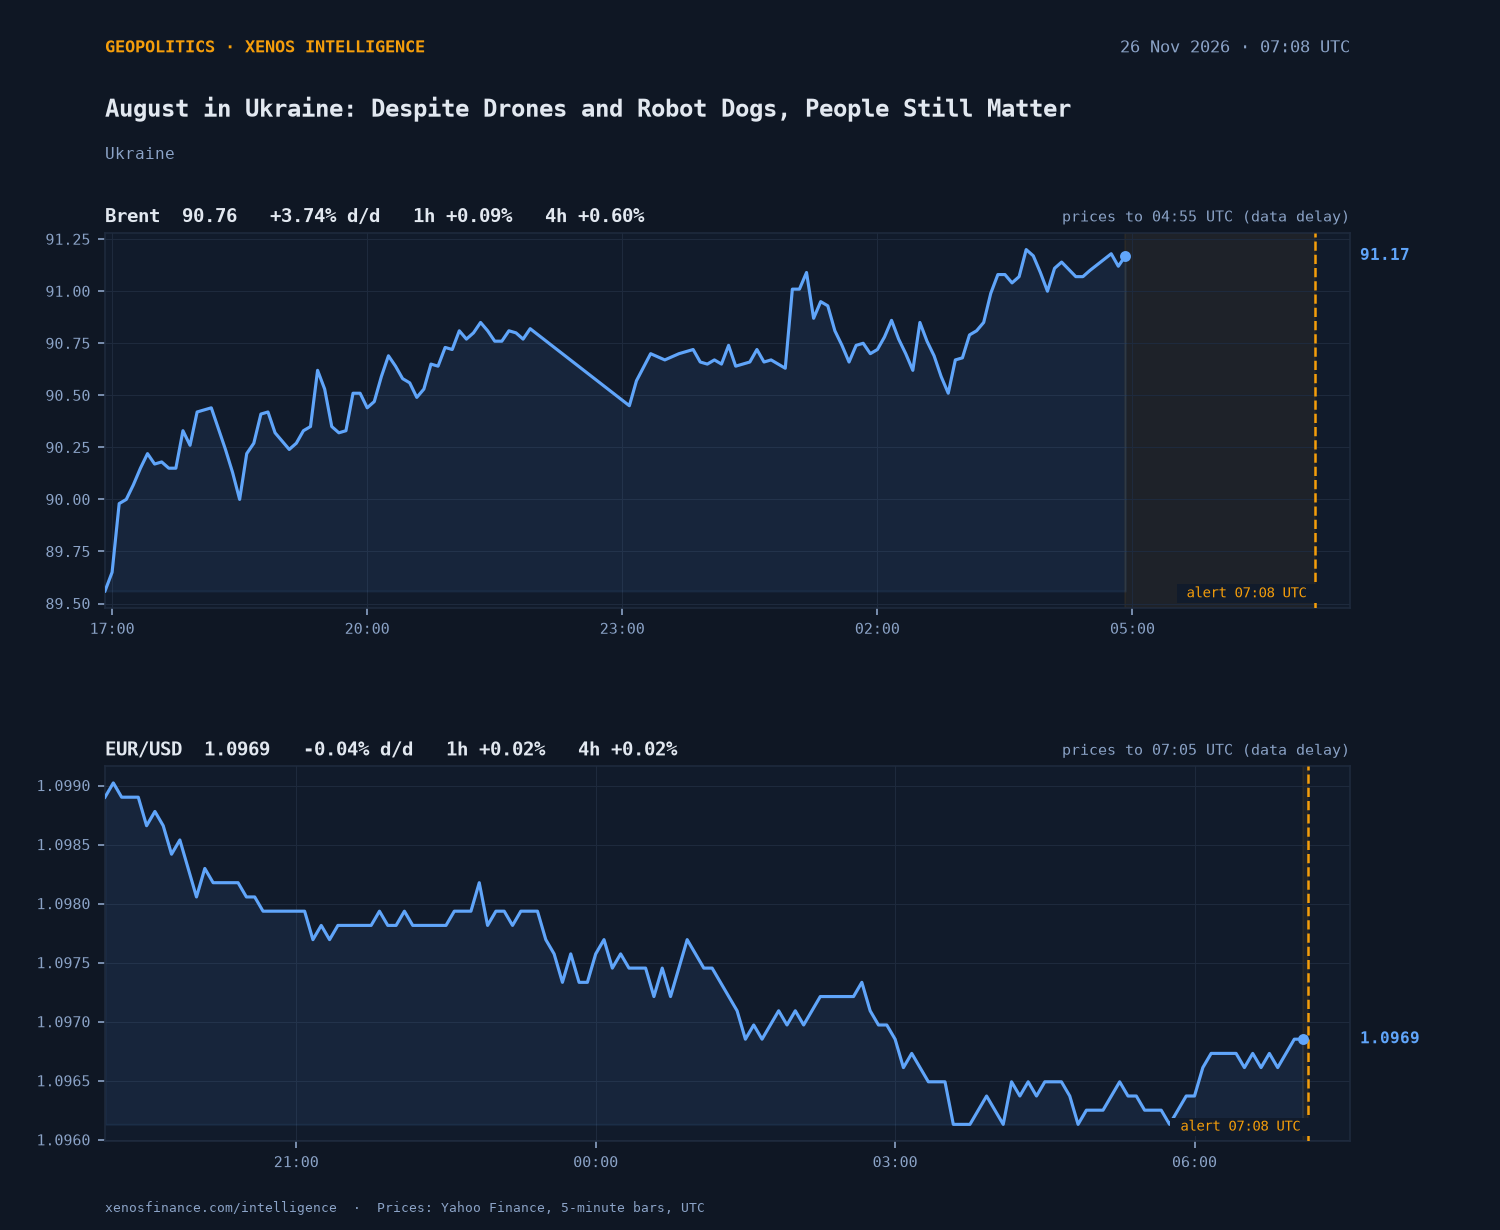 GEOPOLITICS · XENOS INTELLIGENCE
26 Nov 2026 · 07:08 UTC
August in Ukraine: Despite Drones and Robot Dogs, People Still Matter
Ukraine
Brent 90.76 +3.74% d/d 1h +0.09% 4h +0.60%
prices to 04:55 UTC (data delay)
91.25
91.00
90.75
90.50
90.25
90.00
89.75
89.50
91.17
alert 07:08 UTC
17:00 20:00 23:00 02:00 05:00
EUR/USD 1.0969 -0.04% d/d 1h +0.02% 4h +0.02%
prices to 07:05 UTC (data delay)
1.0990
1.0985
1.0980
1.0975
1.0970
1.0965
1.0960
1.0969
alert 07:08 UTC
21:00 00:00 03:00 06:00
xenosfinance.com/intelligence · Prices: Yahoo Finance, 5-minute bars, UTC